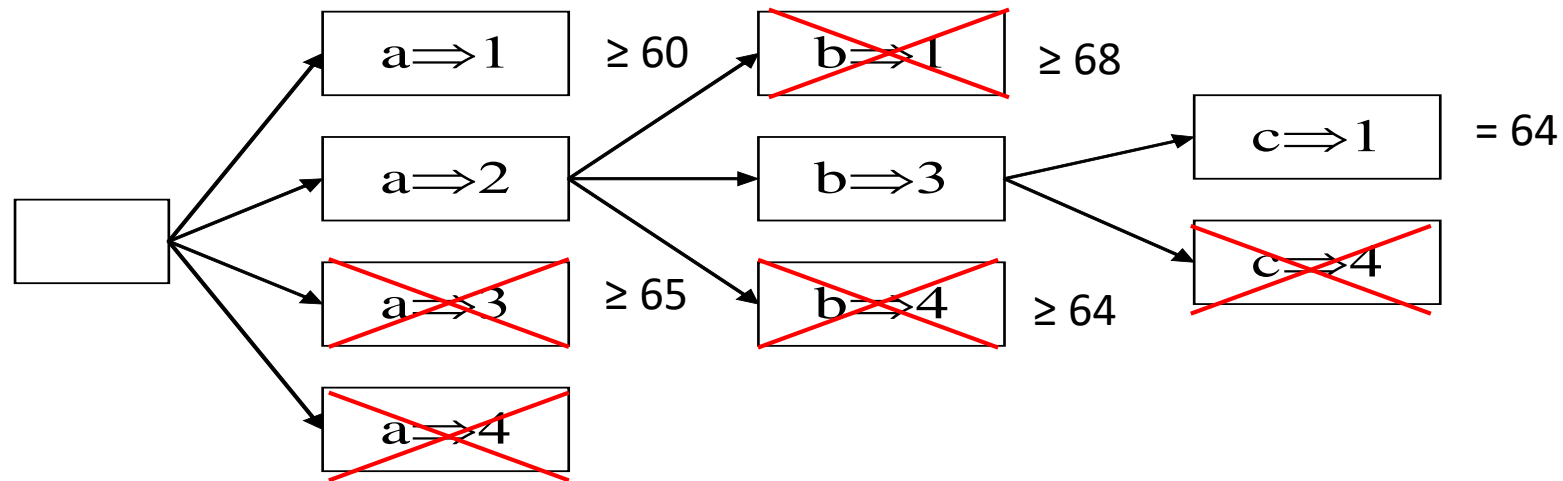 a⇒1
≥ 60
a⇒2
a⇒3
≥ 65
a⇒4
b⇒1
≥ 68
b⇒3
b⇒4
≥ 64
c⇒1
= 64
c⇒4